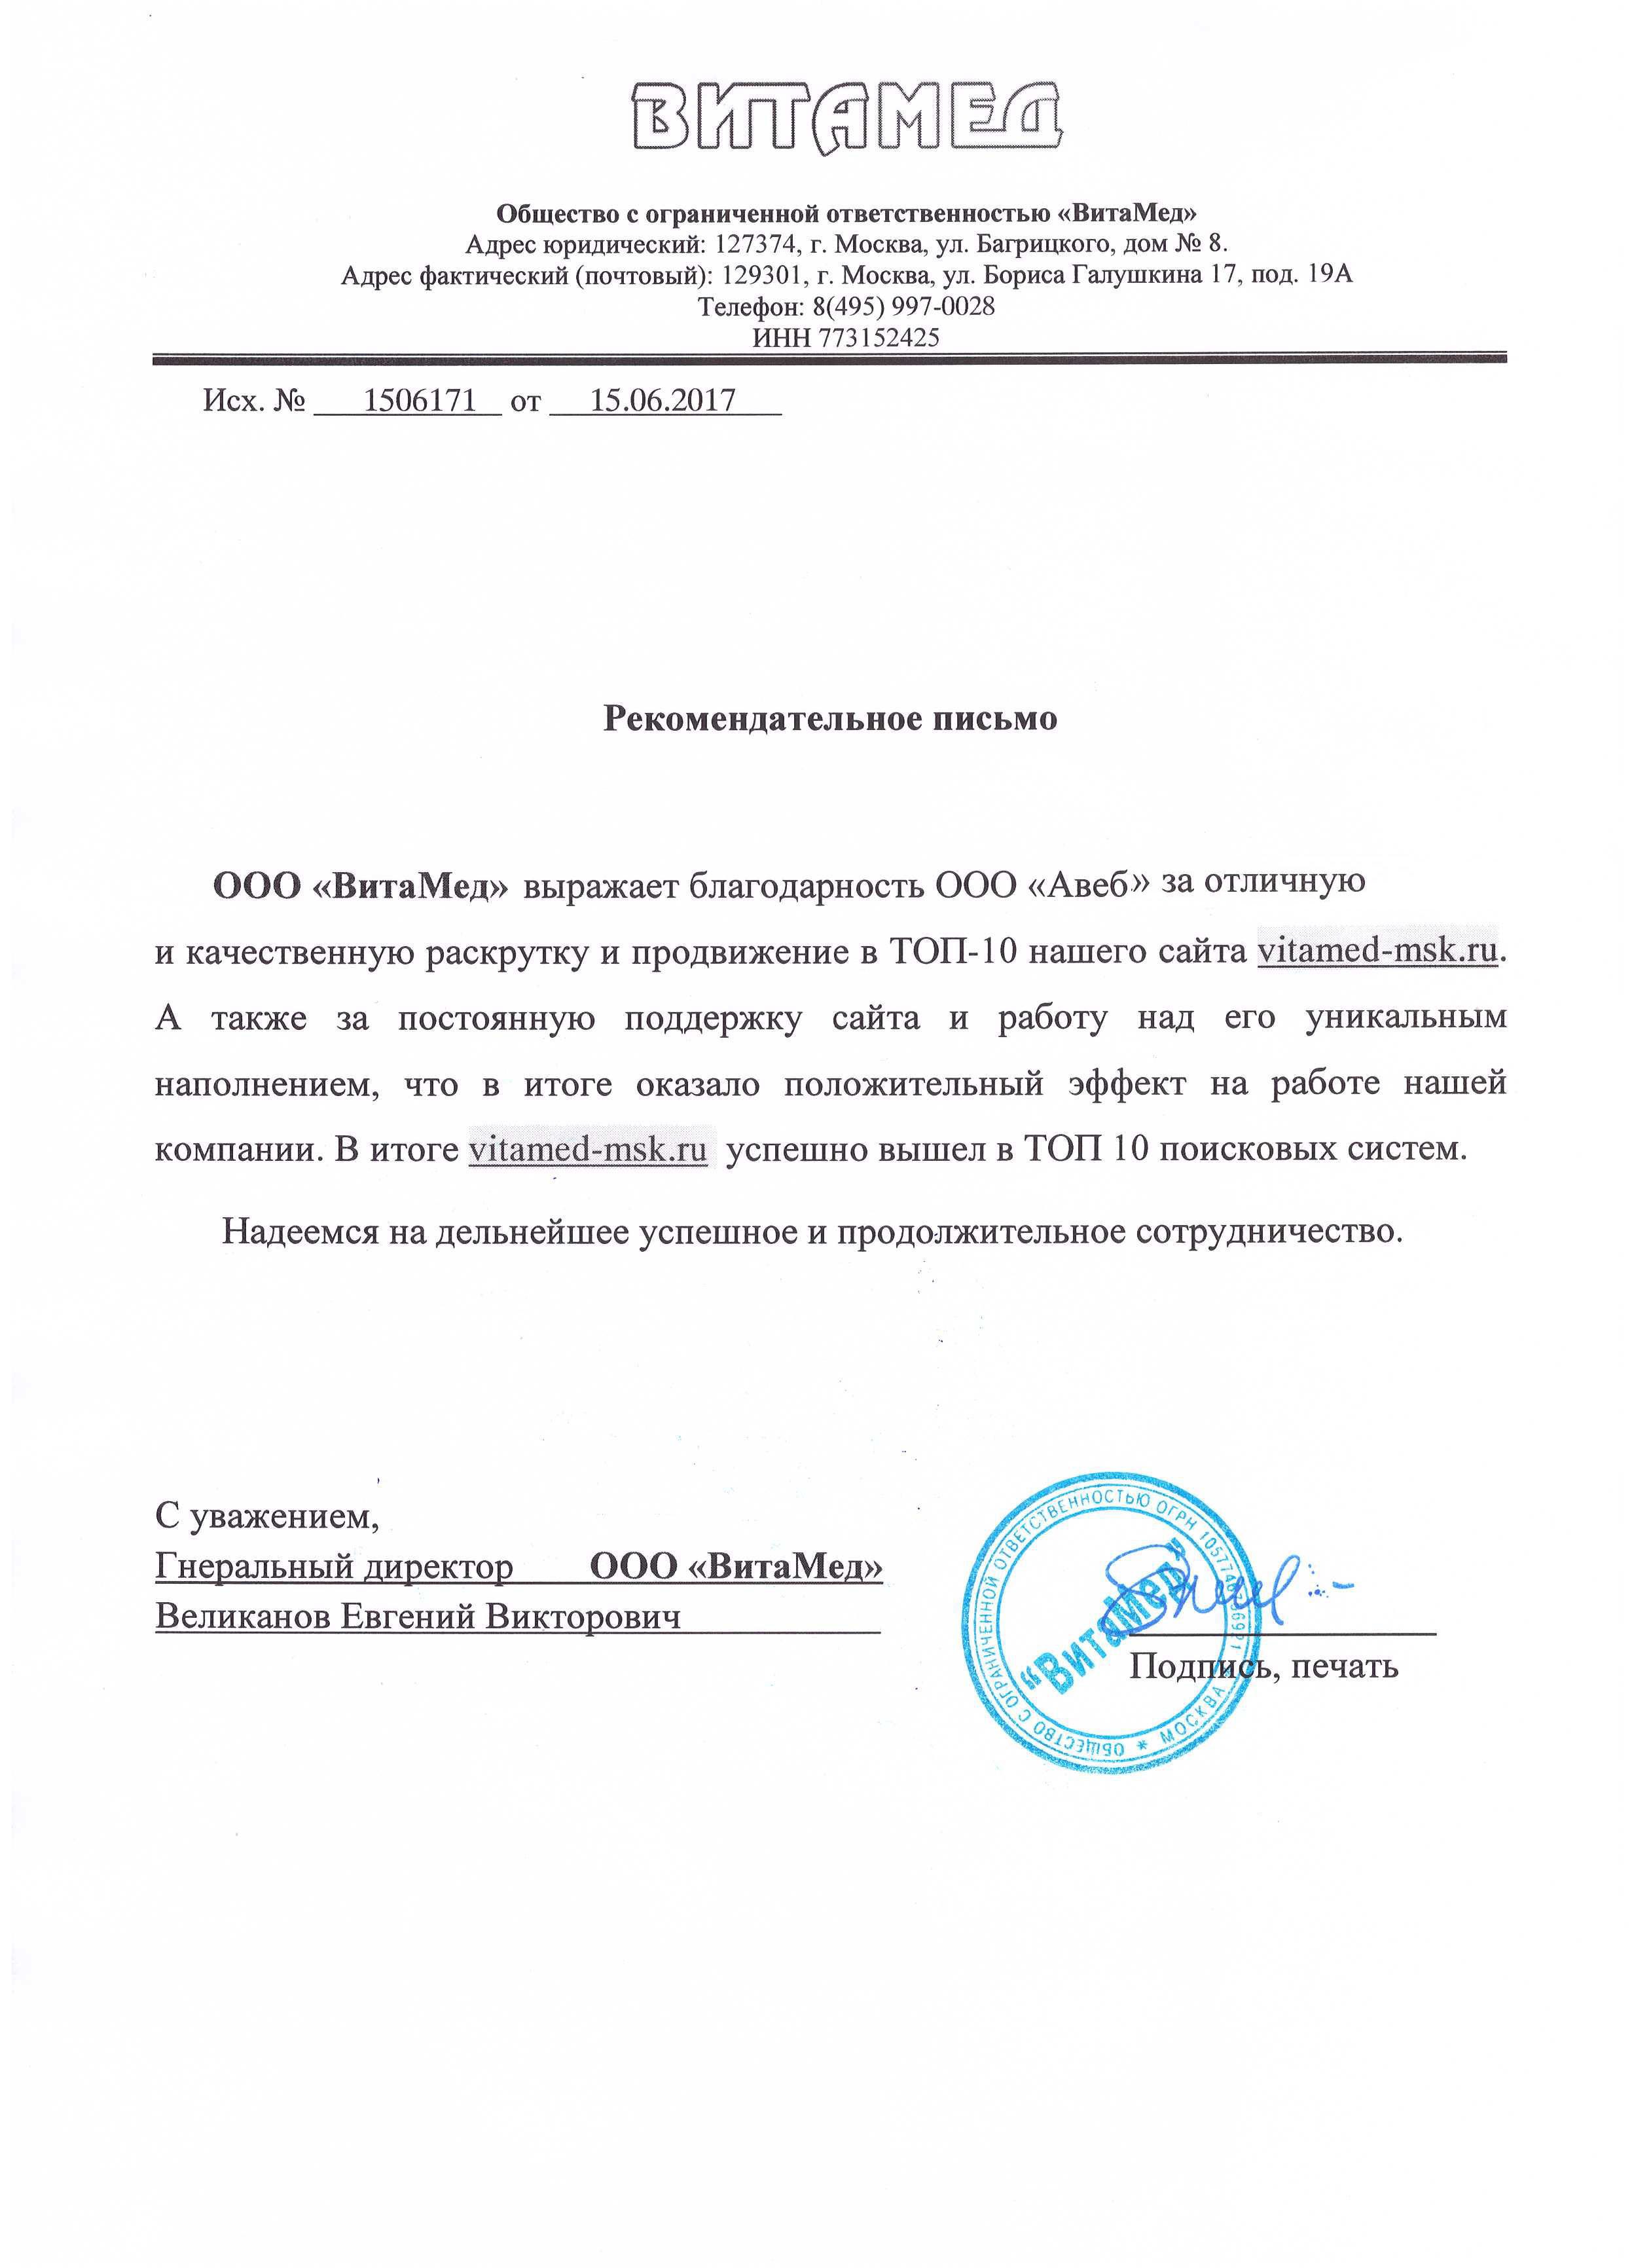 ВИТАМЕД
Общество с ограниченной ответственностью «ВитаМед»
Адрес юридический: 127374, г. Москва, ул. Багрицкого, дом № 8.
Адрес фактический (почтовый): 129301, г. Москва, ул. Бориса Галушкина 17, под. 19А
Телефон: 8(495) 997-0028
ИНН 773152425
Исх. № 1506171 от 15.06.2017
Рекомендательное письмо
ООО «ВитаМед» выражает благодарность ООО «Авеб» за отличную
и качественную раскрутку и продвижение в ТОП-10 нашего сайта vitamed-msk.ru.
А также за постоянную поддержку сайта и работу над его уникальным
наполнением, что в итоге оказало положительный эффект на работе нашей
компании. В итоге vitamed-msk.ru успешно вышел в ТОП 10 поисковых систем.
Надеемся на дельнейшее успешное и продолжительное сотрудничество.
С уважением,
Гнеральный директор ООО «ВитаМед»
Великанов Евгений Викторович
Подпись, печать
ОБЩЕСТВО С ОГРАНИЧЕННОЙ ОТВЕТСТВЕННОСТЬЮ ОГРН
* МОСКВА
"ВитаМед"